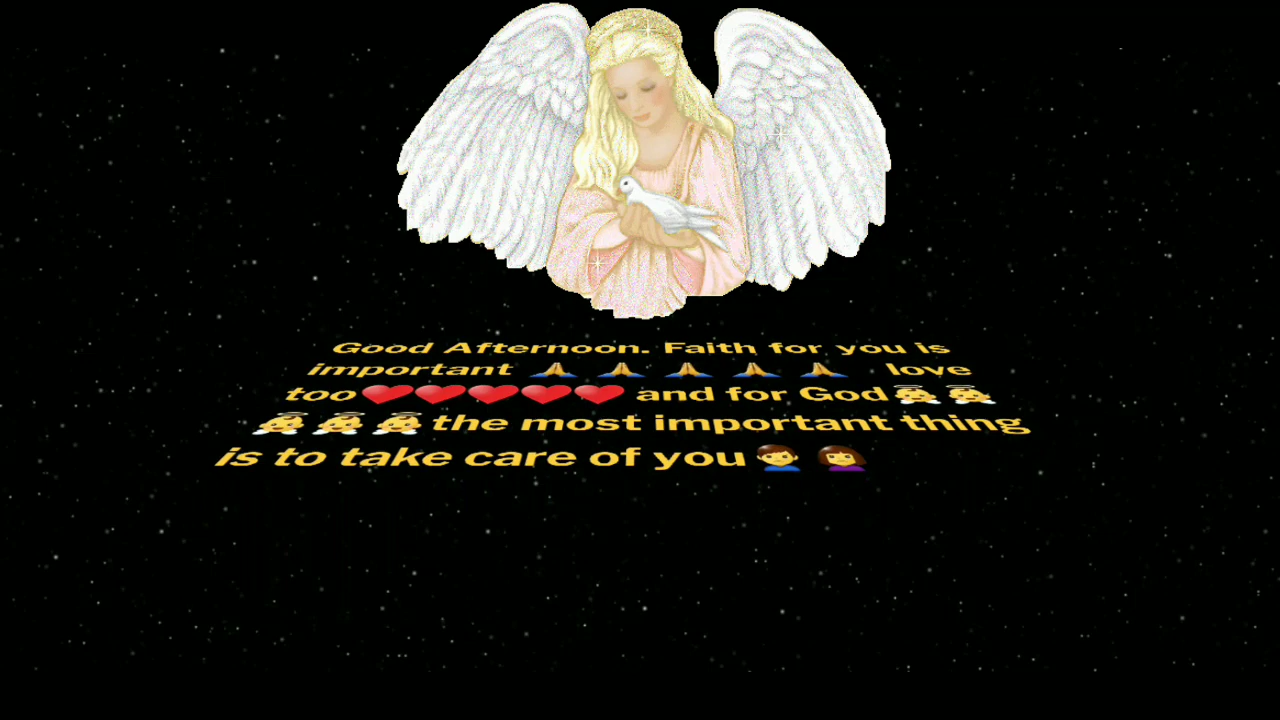 Good Afternoon. Faith for you is
important 🙏 🙏 🙏 🙏 🙏 love
too❤️❤️❤️❤️❤️ and for God👼👼
👼👼👼the most important thing
is to take care of you🙍‍♂️🙍‍♀️